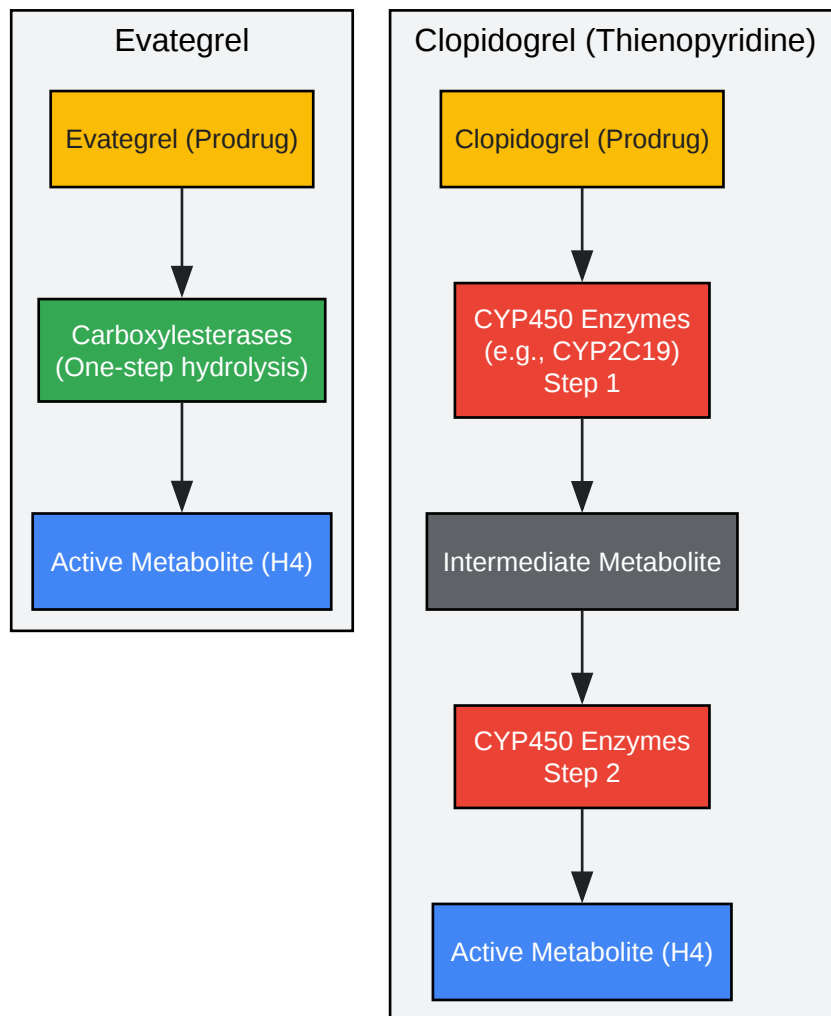 Evategrel
Evategrel (Prodrug)
Carboxylesterases
(One-step hydrolysis)
Active Metabolite (H4)
Clopidogrel (Thienopyridine)
Clopidogrel (Prodrug)
CYP450 Enzymes
(e.g., CYP2C19)
Step 1
Intermediate Metabolite
CYP450 Enzymes
Step 2
Active Metabolite (H4)